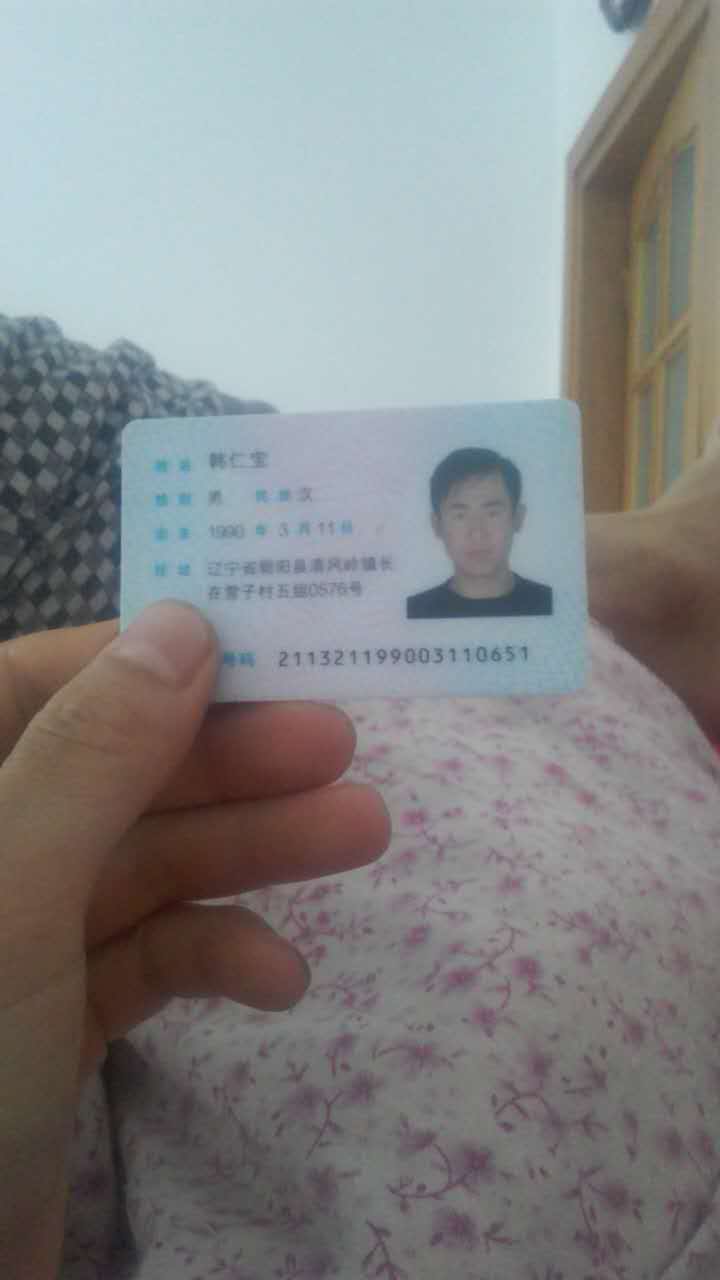 姓名 韩仁宝
性别 男 民族 汉
出生 1990 年 3 月 11 日
住址 辽宁省朝阳县清风岭镇长
在营子村五组0576号
号码 211321199003110651